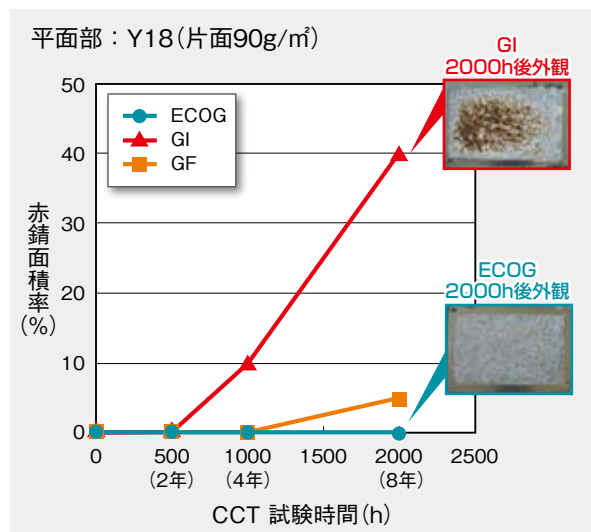 平面部：Y18（片面90g/㎡）
GI
2000h後外観
ECOG
GI
GF
50
40
30
20
10
0
赤錆面積率
(%)
ECOG
2000h後外観
0 500 1000 1500 2000 2500
(2年) (4年) (8年)
CCT 試験時間（h）